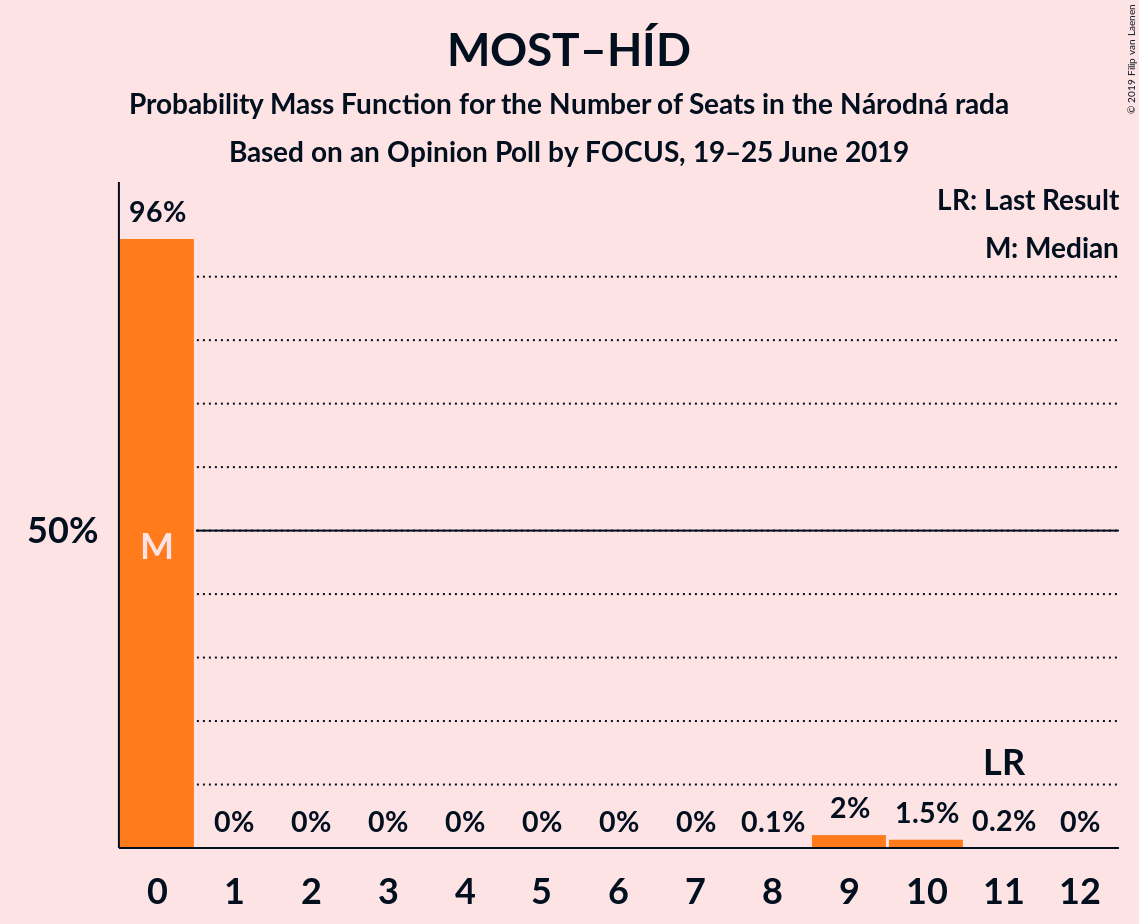 MOST–HÍD
Probability Mass Function for the Number of Seats in the Národná rada
Based on an Opinion Poll by FOCUS, 19–25 June 2019
© 2019 Filip van Laenen
LR: Last Result
M: Median
96%
50%
M
LR
0% 0% 0% 0% 0% 0% 0% 0.1% 2% 1.5% 0.2% 0%
0 1 2 3 4 5 6 7 8 9 10 11 12